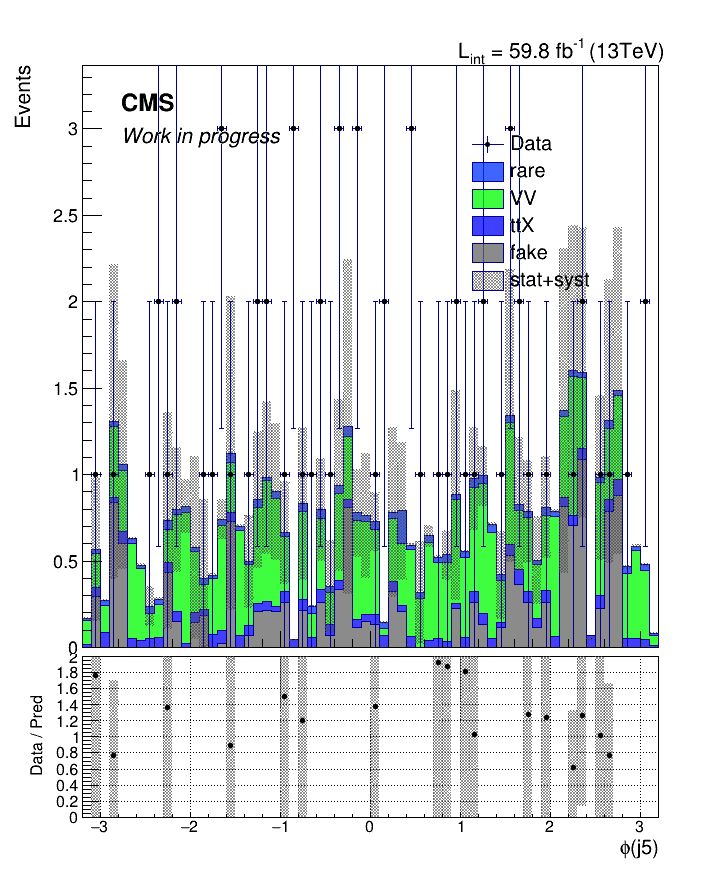 L_int = 59.8 fb^-1 (13TeV)
Events
CMS
Work in progress
Data
rare
VV
ttX
fake
stat+syst
3
2.5
2
1.5
1
0.5
0
Data / Pred
2
1.8
1.6
1.4
1.2
1
0.8
0.6
0.4
0.2
0
−3 −2 −1 0 1 2 3
ϕ(j5)